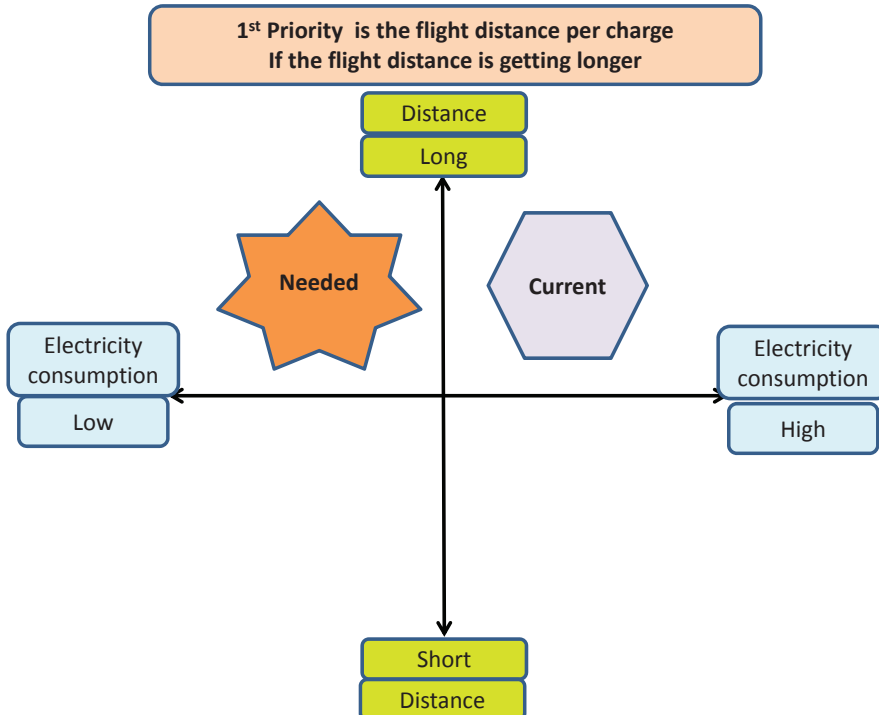 1st Priority is the flight distance per charge
If the flight distance is getting longer
Distance
Long
Needed
Current
Electricity
consumption
Low
Electricity
consumption
High
Short
Distance